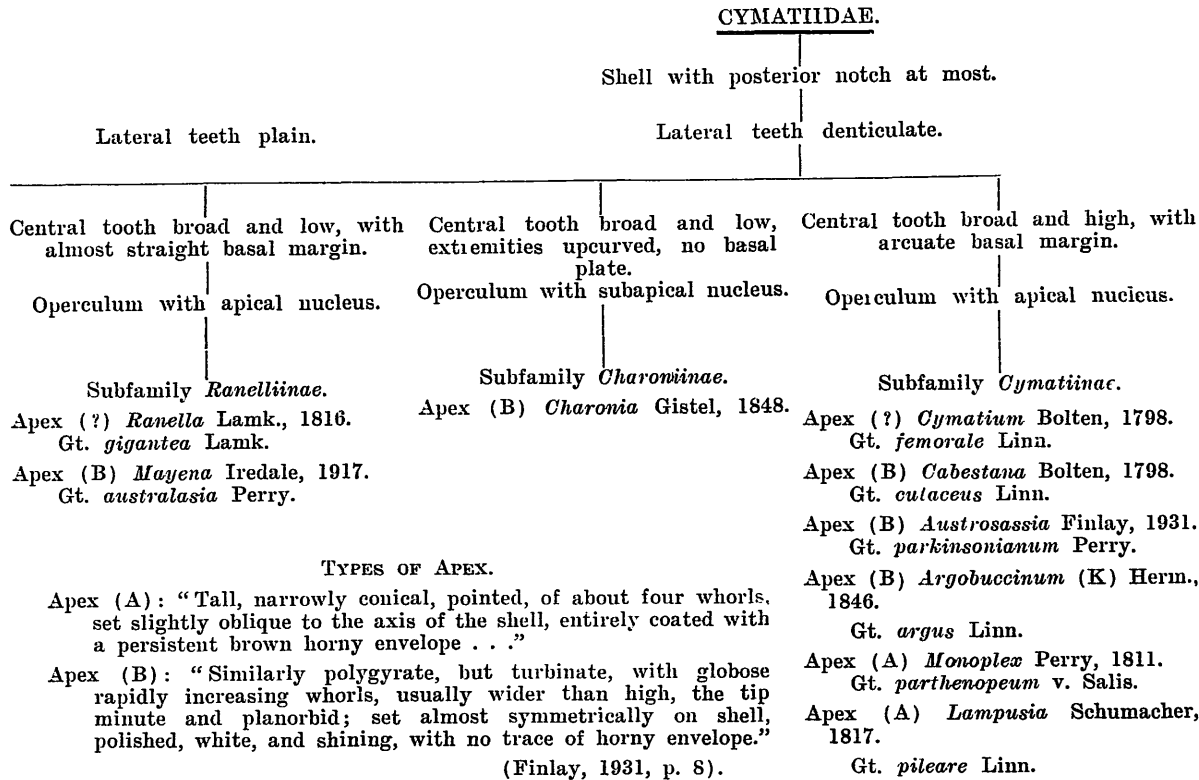 CYMATIIDAE.
Shell with posterior notch at most.
Lateral teeth plain.
Lateral teeth denticulate.
Central tooth broad and low, with
almost straight basal margin.
Operculum with apical nucleus.
Subfamily Ranelliinae.
Apex (?) Ranella Lamk., 1816.
Gt. gigantea Lamk.
Apex (B) Mayena Iredale, 1917.
Gt. australasia Perry.
Central tooth broad and low,
extremities upcurved, no basal
plate.
Operculum with subapical nucleus.
Subfamily Charoniinae.
Apex (B) Charonia Gistel, 1848.
Central tooth broad and high, with
arcuate basal margin.
Operculum with apical nucleus.
Subfamily Cymatiinae.
Apex (?) Cymatium Bolten, 1798.
Gt. femorale Linn.
Apex (B) Cabestana Bolten, 1798.
Gt. cutaceus Linn.
Apex (B) Austrosassia Finlay, 1931.
Gt. parkinsonianum Perry.
Apex (B) Argobuccinum (K) Herm.,
1846.
Gt. argus Linn.
Apex (A) Monoplex Perry, 1811.
Gt. parthenopeum v. Salis.
Apex (A) Lampusia Schumacher,
1817.
Gt. pileare Linn.
TYPES OF APEX.
Apex (A): "Tall, narrowly conical, pointed, of about four whorls,
set slightly oblique to the axis of the shell, entirely coated with
a persistent brown horny envelope . . ."
Apex (B): "Similarly polygyrate, but turbinate, with globose
rapidly increasing whorls, usually wider than high, the tip
minute and planorbid; set almost symmetrically on shell,
polished, white, and shining, with no trace of horny envelope."
(Finlay, 1931, p. 8).